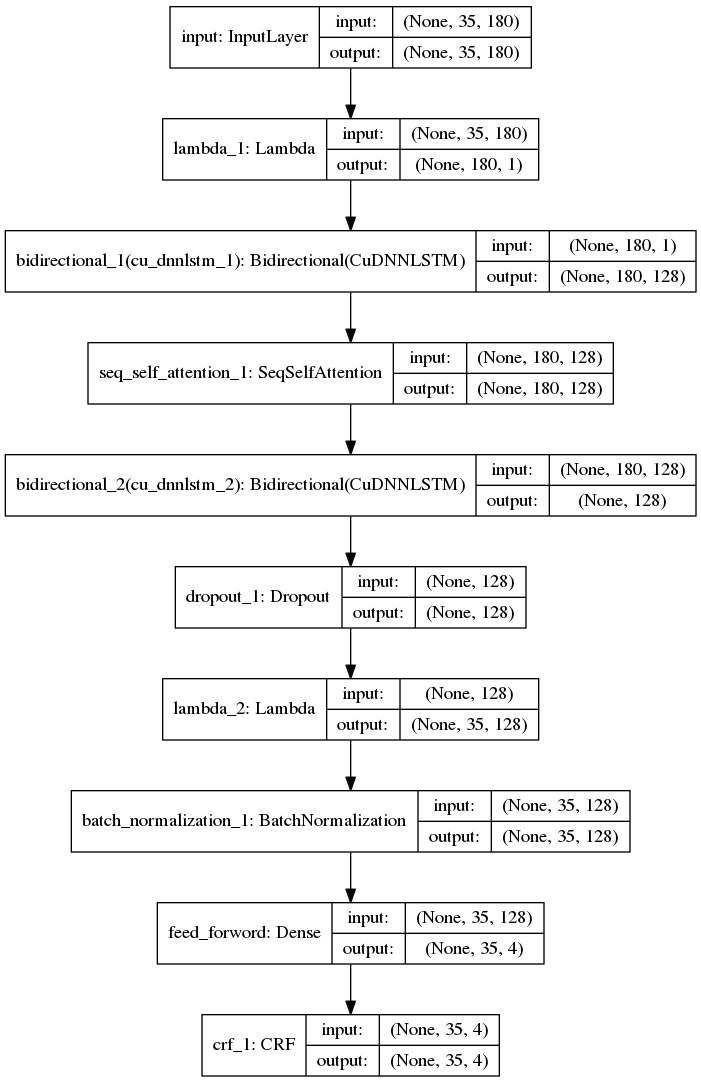 input: InputLayer
input:
(None, 35, 180)
output:
(None, 35, 180)
lambda_1: Lambda
input:
(None, 35, 180)
output:
(None, 180, 1)
bidirectional_1(cu_dnnlstm_1): Bidirectional(CuDNNLSTM)
input:
(None, 180, 1)
output:
(None, 180, 128)
seq_self_attention_1: SeqSelfAttention
input:
(None, 180, 128)
output:
(None, 180, 128)
bidirectional_2(cu_dnnlstm_2): Bidirectional(CuDNNLSTM)
input:
(None, 180, 128)
output:
(None, 128)
dropout_1: Dropout
input:
(None, 128)
output:
(None, 128)
lambda_2: Lambda
input:
(None, 128)
output:
(None, 35, 128)
batch_normalization_1: BatchNormalization
input:
(None, 35, 128)
output:
(None, 35, 128)
feed_forword: Dense
input:
(None, 35, 128)
output:
(None, 35, 4)
crf_1: CRF
input:
(None, 35, 4)
output:
(None, 35, 4)